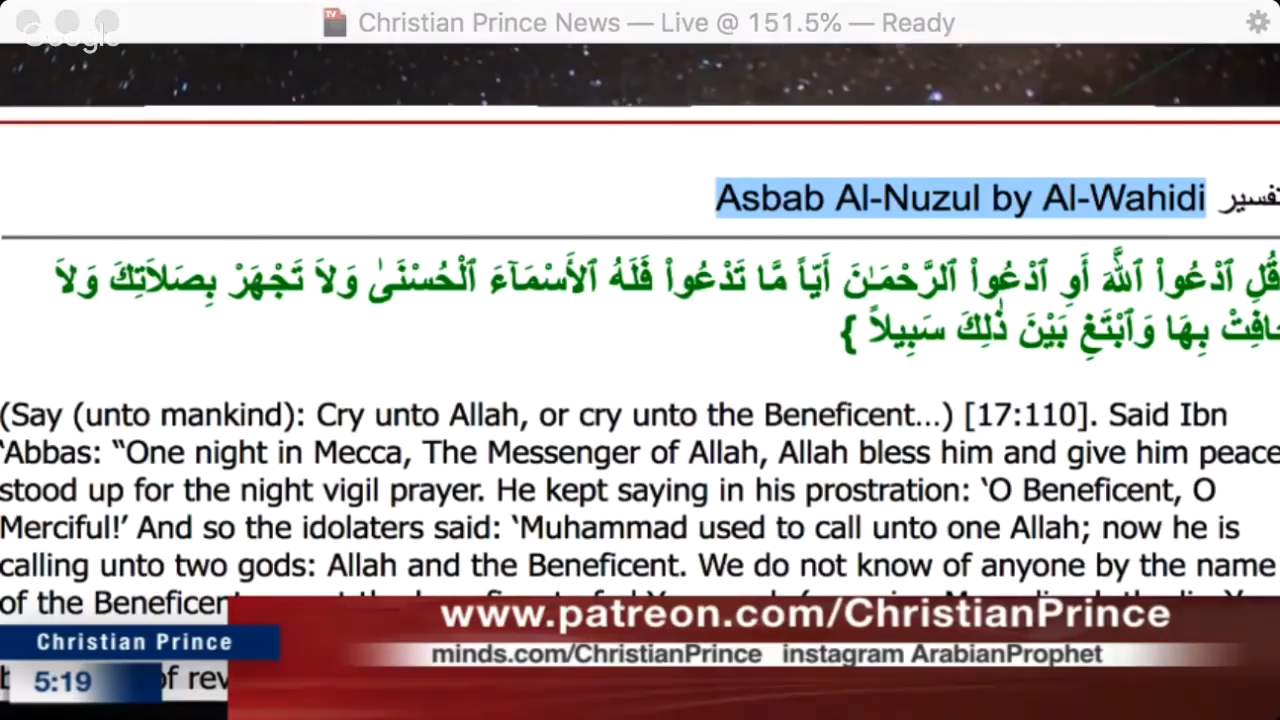 Christian Prince News — Live @ 151.5% — Ready
Google
Asbab Al-Nuzul by Al-Wahidi
قُلِ ٱدْعُواْ ٱللَّهَ أَوِ ٱدْعُواْ ٱلرَّحْمَـٰنَ أَيّاً مَّا تَدْعُواْ فَلَهُ ٱلأَسْمَآءَ ٱلْحُسْنَىٰ وَلاَ تَجْهَرْ بِصَلاَتِكَ وَلاَ
بِهَا وَٱبْتَغِ بَيْنَ ذٰلِكَ سَبِيلاً }
(Say (unto mankind): Cry unto Allah, or cry unto the Beneficent...) [17:110]. Said Ibn
‘Abbas: “One night in Mecca, The Messenger of Allah, Allah bless him and give him peace
stood up for the night vigil prayer. He kept saying in his prostration: ‘O Beneficent, O
Merciful!’ And so the idolaters said: ‘Muhammad used to call unto one Allah; now he is
calling unto two gods: Allah and the Beneficent. We do not know of anyone by the name
of the
www.patreon.com/ChristianPrince
Christian Prince
minds.com/ChristianPrince instagram ArabianProphet
5:19